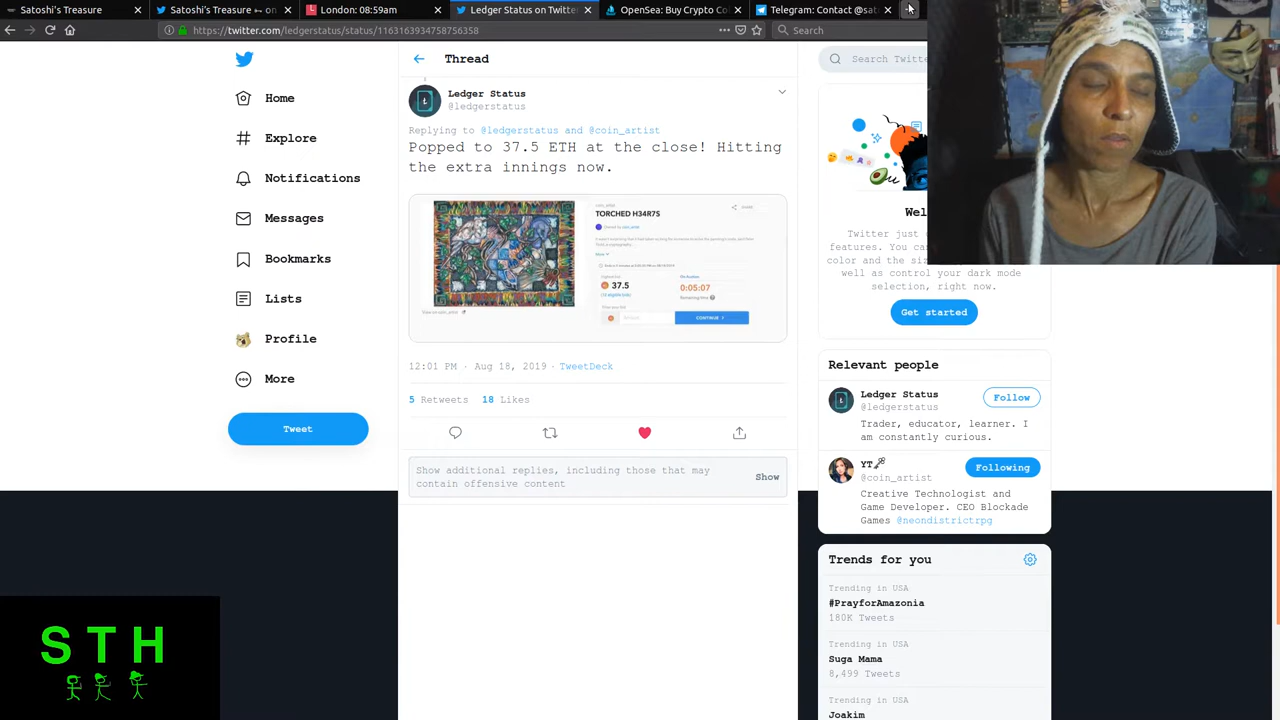 Satoshi's Treasure
Satoshi's Treasure 🗝 on
London: 08:59am
Ledger Status on Twitter
OpenSea: Buy Crypto Co
Telegram: Contact @sat
https://twitter.com/ledgerstatus/status/1163163934758756358
Search
Home
Explore
Notifications
Messages
Bookmarks
Lists
Profile
More
Tweet
Thread
Ledger Status
@ledgerstatus
Replying to @ledgerstatus and @coin_artist
Popped to 37.5 ETH at the close! Hitting
the extra innings now.
TORCHED H34R7S
SHARE
37.5
0:05:07
CONTINUE
12:01 PM · Aug 18, 2019 · TweetDeck
5 Retweets 18 Likes
Show additional replies, including those that may
contain offensive content
Show
Search Twitte
Wel
Twitter just
features. You ca
color and the siz
well as control your dark mode
selection, right now.
Get started
Relevant people
Ledger Status
@ledgerstatus
Follow
Trader, educator, learner. I
am constantly curious.
YT
@coin_artist
Following
Creative Technologist and
Game Developer. CEO Blockade
Games @neondistrictrpg
Trends for you
Trending in USA
#PrayforAmazonia
180K Tweets
Trending in USA
Suga Mama
8,499 Tweets
Trending in USA
Joakim
STH